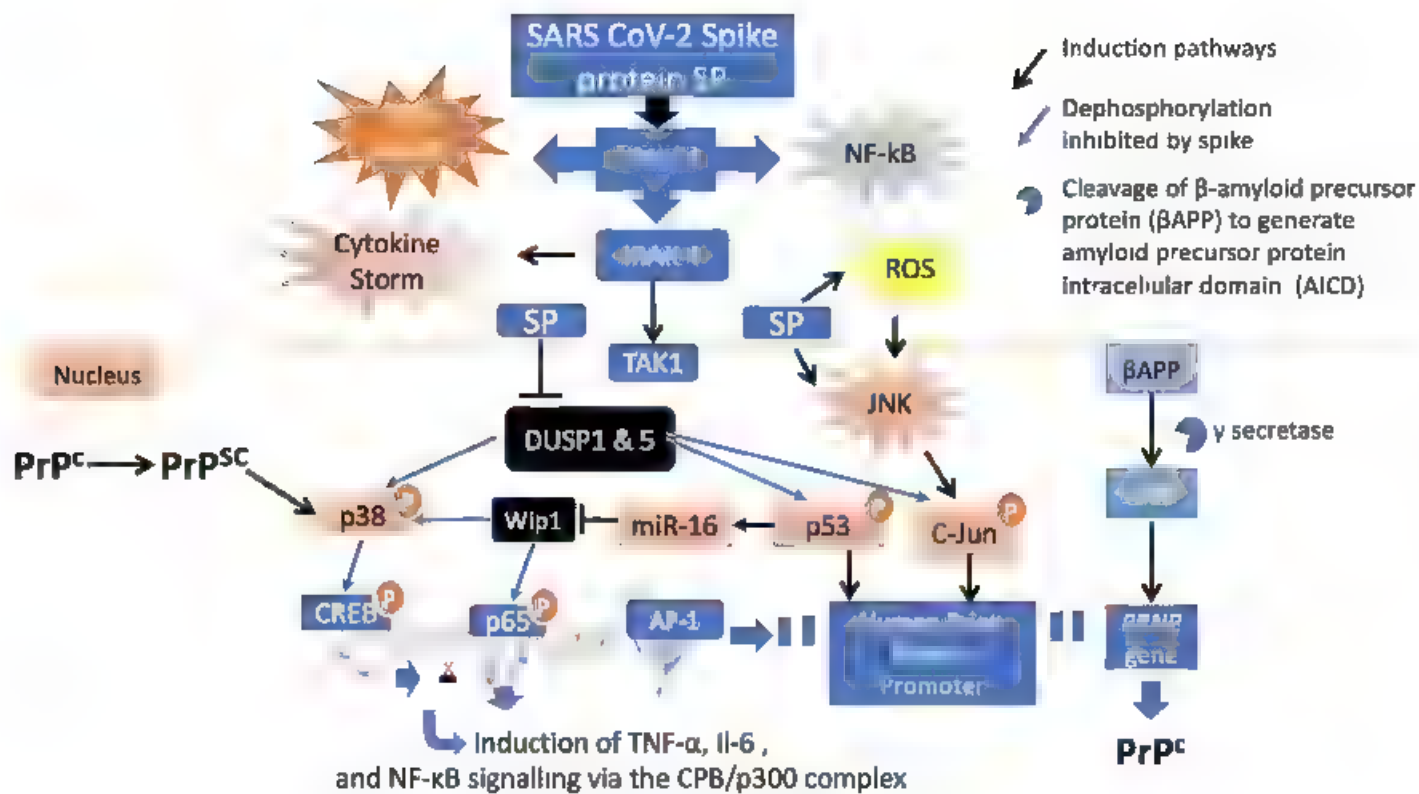 SARS CoV-2 Spike
protein SP
Induction pathways
Dephosphorylation
inhibited by spike
Cleavage of β-amyloid precursor
protein (βAPP) to generate
amyloid precursor protein
intracellular domain (AICD)
NF-kB
Cytokine
Storm
ROS
SP
SP
TAK1
Nucleus
JNK
βAPP
DUSP1 & 5
γ secretase
PrPᶜ
PrPˢᶜ
p38
Wip1
miR-16
p53
P
C-Jun
P
CREB
P
p65
P
AP-1
Promoter
gene
PrPᶜ
Induction of TNF-α, Il-6 ,
and NF-κB signalling via the CPB/p300 complex